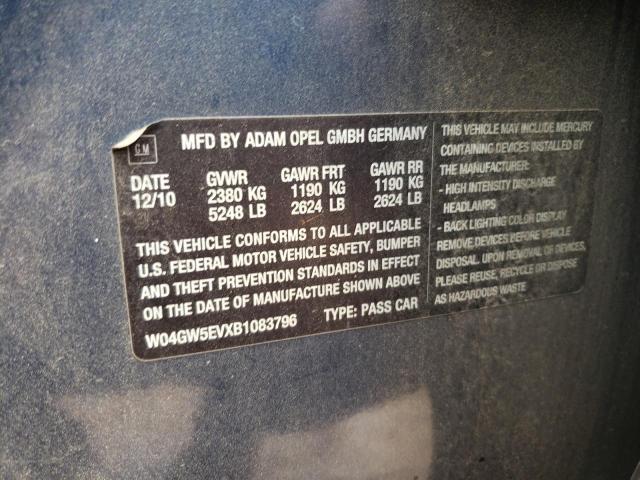 GM
MFD BY ADAM OPEL GMBH GERMANY
DATE GVWR GAWR FRT GAWR RR
12/10 2380 KG 1190 KG 1190 KG
5248 LB 2624 LB 2624 LB
THIS VEHICLE CONFORMS TO ALL APPLICABLE
U.S. FEDERAL MOTOR VEHICLE SAFETY, BUMPER
AND THEFT PREVENTION STANDARDS IN EFFECT
ON THE DATE OF MANUFACTURE SHOWN ABOVE
W04GW5EVXB1083796 TYPE: PASS CAR
THIS VEHICLE MAY INCLUDE MERCURY
CONTAINING DEVICES INSTALLED BY
THE MANUFACTURER:
- HIGH INTENSITY DISCHARGE
HEADLAMPS
- BACK LIGHTING COLOR DISPLAY
REMOVE DEVICES BEFORE VEHICLE
DISPOSAL. UPON REMOVAL OF DEVICES,
PLEASE REUSE, RECYCLE OR DISPOSE
AS HAZARDOUS WASTE